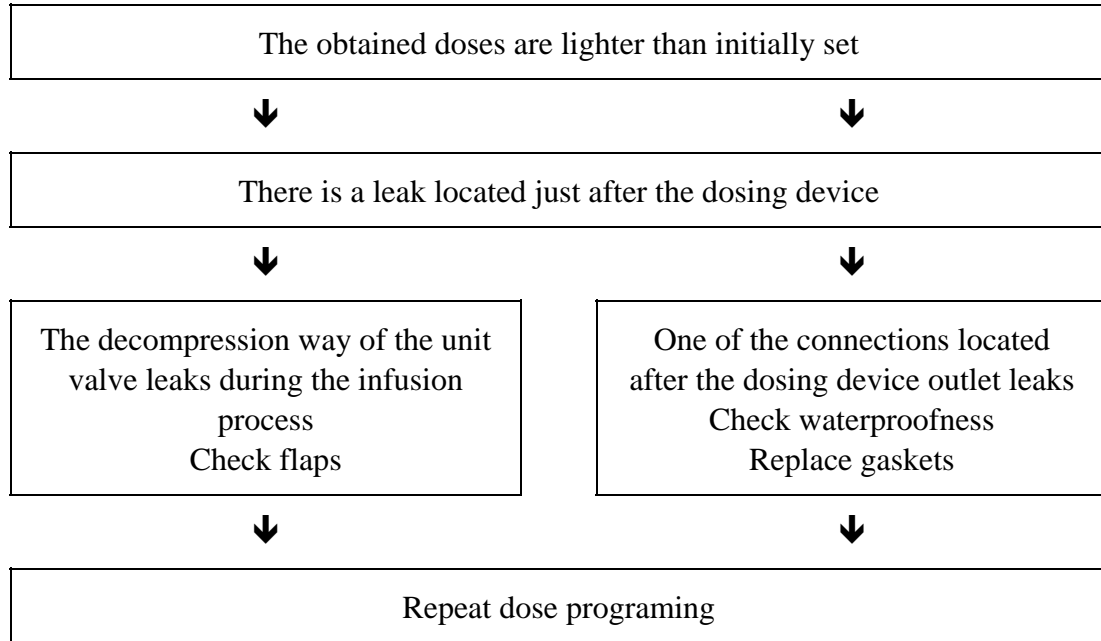 The obtained doses are lighter than initially set
There is a leak located just after the dosing device
The decompression way of the unit
valve leaks during the infusion
process
Check flaps
One of the connections located
after the dosing device outlet leaks
Check waterproofness
Replace gaskets
Repeat dose programing